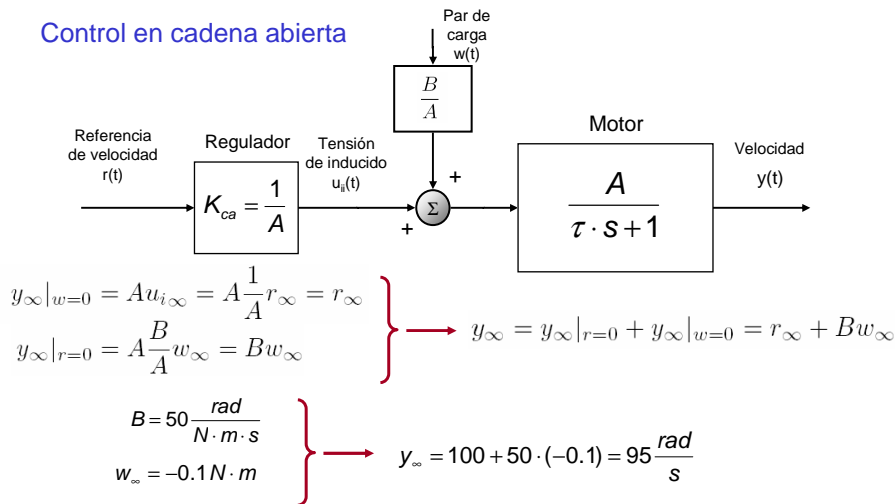 Control en cadena abierta
Par de
carga
w(t)
B/A
Referencia
de velocidad
r(t)
Regulador
K_ca = 1/A
Tensión
de inducido
u_ii(t)
+
+
Σ
Motor
A/(τ · s + 1)
Velocidad
y(t)
y_∞|_{w=0} = Au_{i∞} = A 1/A r_∞ = r_∞
y_∞|_{r=0} = A B/A w_∞ = Bw_∞
y_∞ = y_∞|_{r=0} + y_∞|_{w=0} = r_∞ + Bw_∞
B = 50 rad/(N · m · s)
w_∞ = -0.1 N · m
y_∞ = 100 + 50 · (-0.1) = 95 rad/s